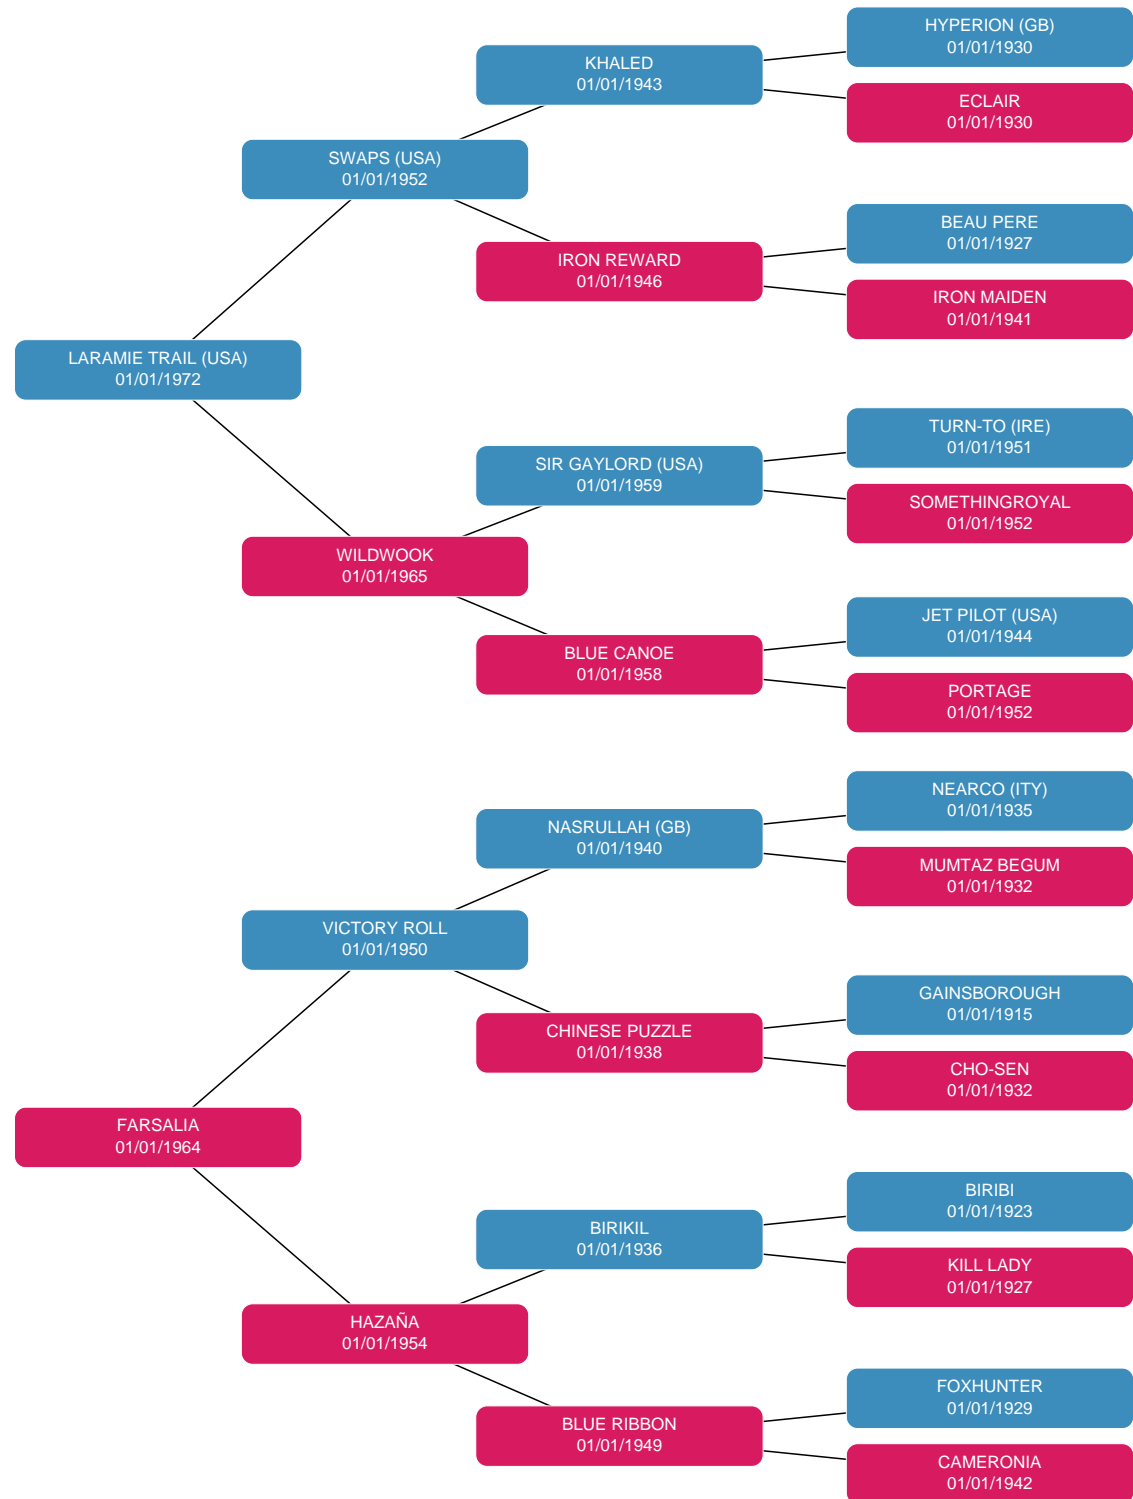 HYPERION (GB)
01/01/1930
KHALED
01/01/1943
ECLAIR
01/01/1930
SWAPS (USA)
01/01/1952
BEAU PERE
01/01/1927
IRON REWARD
01/01/1946
IRON MAIDEN
01/01/1941
LARAMIE TRAIL (USA)
01/01/1972
TURN-TO (IRE)
01/01/1951
SIR GAYLORD (USA)
01/01/1959
SOMETHINGROYAL
01/01/1952
WILDWOOK
01/01/1965
JET PILOT (USA)
01/01/1944
BLUE CANOE
01/01/1958
PORTAGE
01/01/1952
NEARCO (ITY)
01/01/1935
NASRULLAH (GB)
01/01/1940
MUMTAZ BEGUM
01/01/1932
VICTORY ROLL
01/01/1950
GAINSBOROUGH
01/01/1915
CHINESE PUZZLE
01/01/1938
CHO-SEN
01/01/1932
FARSALIA
01/01/1964
BIRIBI
01/01/1923
BIRIKIL
01/01/1936
KILL LADY
01/01/1927
HAZAÑA
01/01/1954
FOXHUNTER
01/01/1929
BLUE RIBBON
01/01/1949
CAMERONIA
01/01/1942